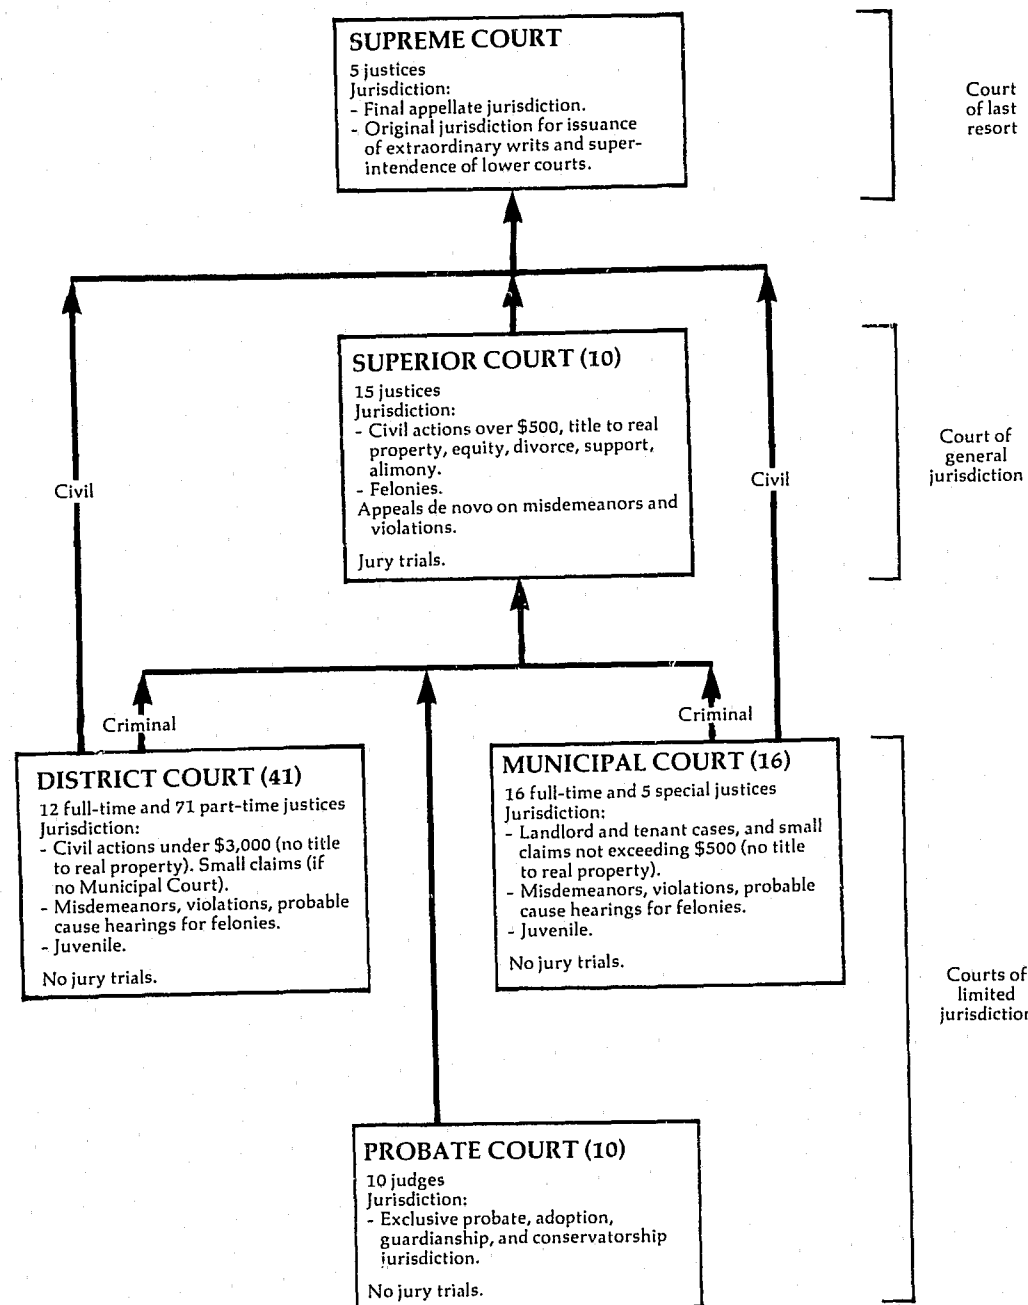 SUPREME COURT
5 justices
Jurisdiction:
- Final appellate jurisdiction.
- Original jurisdiction for issuance
of extraordinary writs and super-
intendence of lower courts.
Court
of last
resort
SUPERIOR COURT (10)
15 justices
Jurisdiction:
- Civil actions over $500, title to real
property, equity, divorce, support,
alimony.
- Felonies.
Appeals de novo on misdemeanors and
violations.
Jury trials.
Court of
general
jurisdiction
Civil
Civil
Criminal
Criminal
DISTRICT COURT (41)
12 full-time and 71 part-time justices
Jurisdiction:
- Civil actions under $3,000 (no title
to real property). Small claims (if
no Municipal Court).
- Misdemeanors, violations, probable
cause hearings for felonies.
- Juvenile.
No jury trials.
MUNICIPAL COURT (16)
16 full-time and 5 special justices
Jurisdiction:
- Landlord and tenant cases, and small
claims not exceeding $500 (no title
to real property).
- Misdemeanors, violations, probable
cause hearings for felonies.
- Juvenile.
No jury trials.
Courts of
limited
jurisdiction
PROBATE COURT (10)
10 judges
Jurisdiction:
- Exclusive probate, adoption,
guardianship, and conservatorship
jurisdiction.
No jury trials.